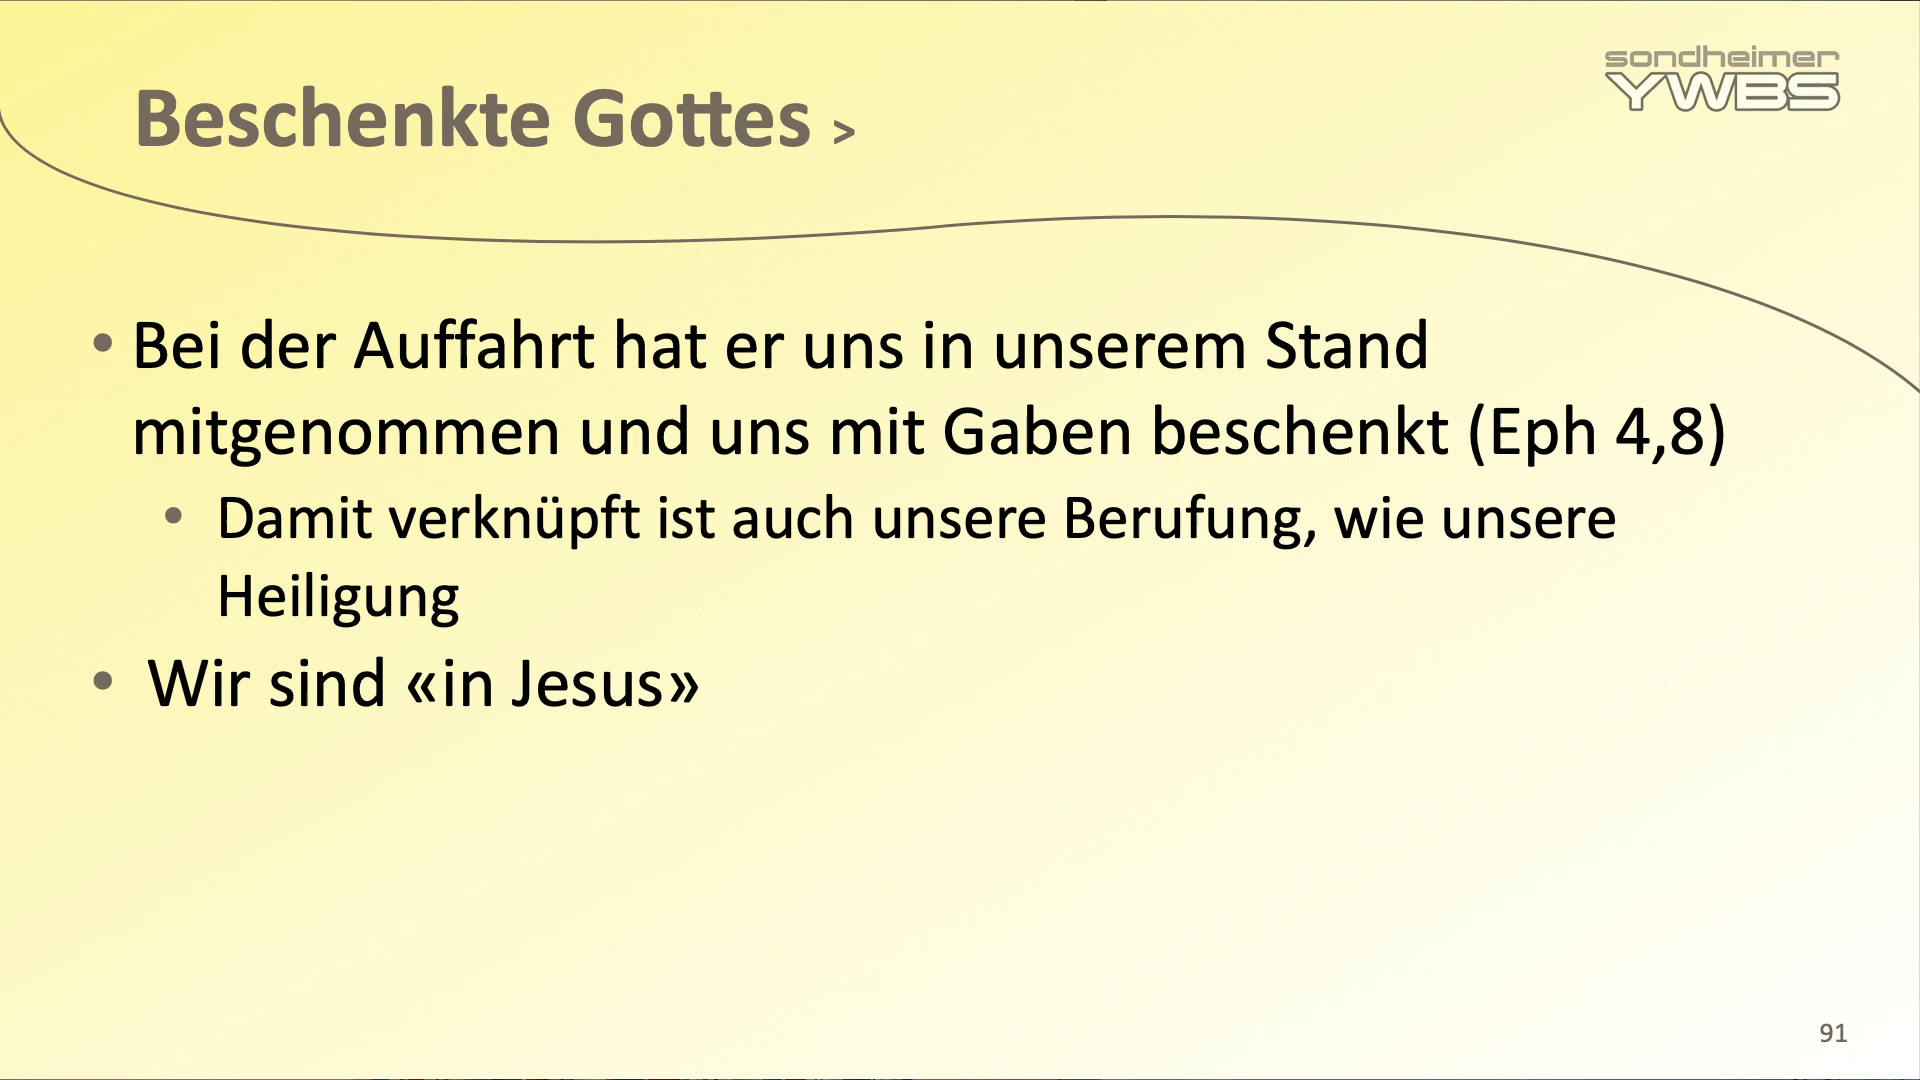 sondheimer
YWBS
Beschenkte Gottes >
• Bei der Auffahrt hat er uns in unserem Stand
mitgenommen und uns mit Gaben beschenkt (Eph 4,8)
• Damit verknüpft ist auch unsere Berufung, wie unsere
Heiligung
• Wir sind «in Jesus»
91